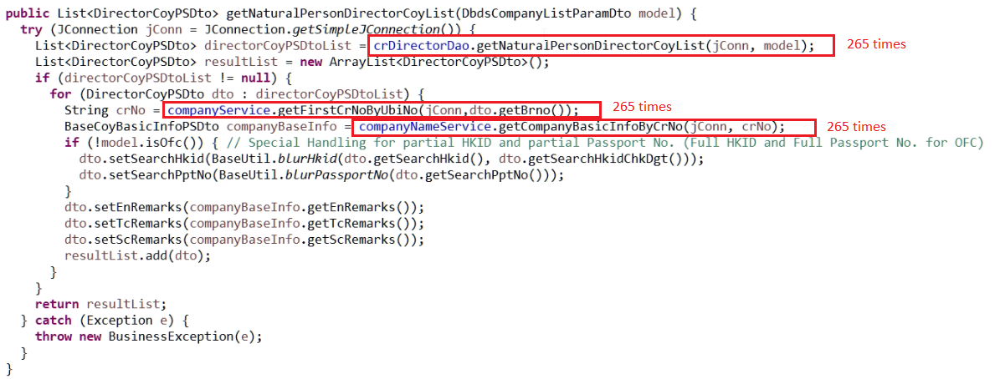 public List<DirectorCoyPSDto> getNaturalPersonDirectorCoyList(DbdsCompanyListParamDto model) {
try (JConnection jConn = JConnection.getSimpleJConnection()) {
List<DirectorCoyPSDto> directorCoyPSDtoList = crDirectorDao.getNaturalPersonDirectorCoyList(jConn, model); 265 times
List<DirectorCoyPSDto> resultList = new ArrayList<DirectorCoyPSDto>();
if (directorCoyPSDtoList != null) {
for (DirectorCoyPSDto dto : directorCoyPSDtoList) {
String crNo = companyService.getFirstCrNoByUbiNo(jConn,dto.getBrno()); 265 times
BaseCoyBasicInfoPSDto companyBaseInfo = companyNameService.getCompanyBasicInfoByCrNo(jConn, crNo); 265 times
if (!model.isOfc()) { // Special Handling for partial HKID and partial Passport No. (Full HKID and Full Passport No. for OFC)
dto.setSearchHkid(BaseUtil.blurHkid(dto.getSearchHkid(), dto.getSearchHkidChkDgt()));
dto.setSearchPptNo(BaseUtil.blurPassportNo(dto.getSearchPptNo()));
}
dto.setEnRemarks(companyBaseInfo.getEnRemarks());
dto.setTcRemarks(companyBaseInfo.getTcRemarks());
dto.setScRemarks(companyBaseInfo.getScRemarks());
resultList.add(dto);
}
}
return resultList;
} catch (Exception e) {
throw new BusinessException(e);
}
}